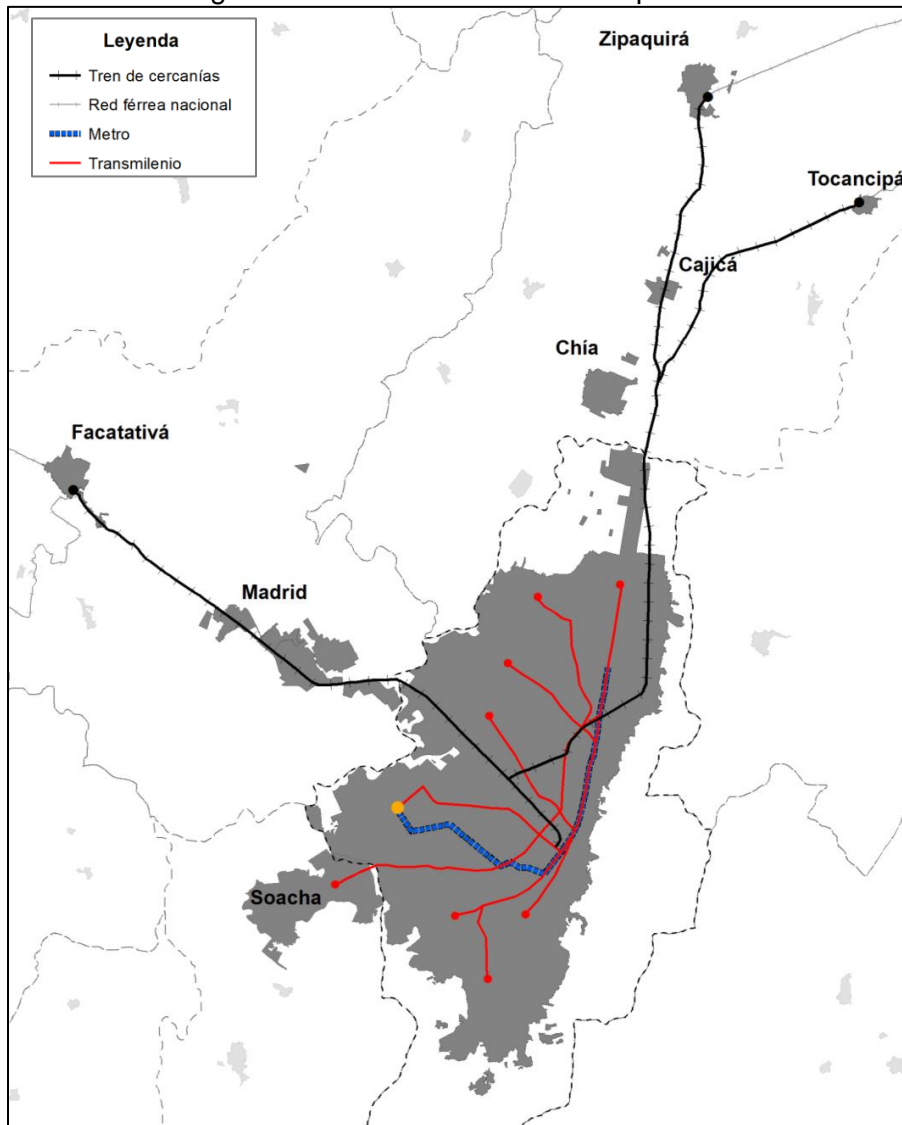 Leyenda
Tren de cercanías
Red férrea nacional
Metro
Transmilenio
Zipaquirá
Tocancipá
Cajicá
Chía
Facatativá
Madrid
Soacha